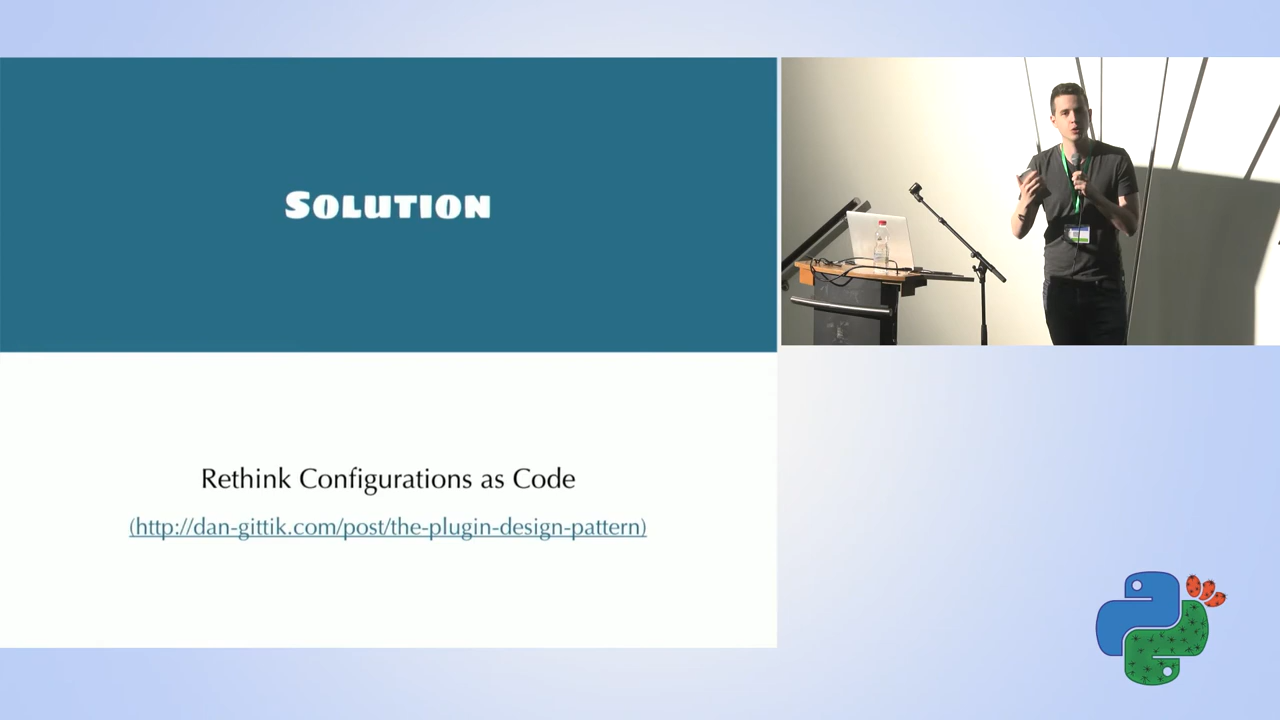 Solution
Rethink Configurations as Code
(http://dan-gittik.com/post/the-plugin-design-pattern)